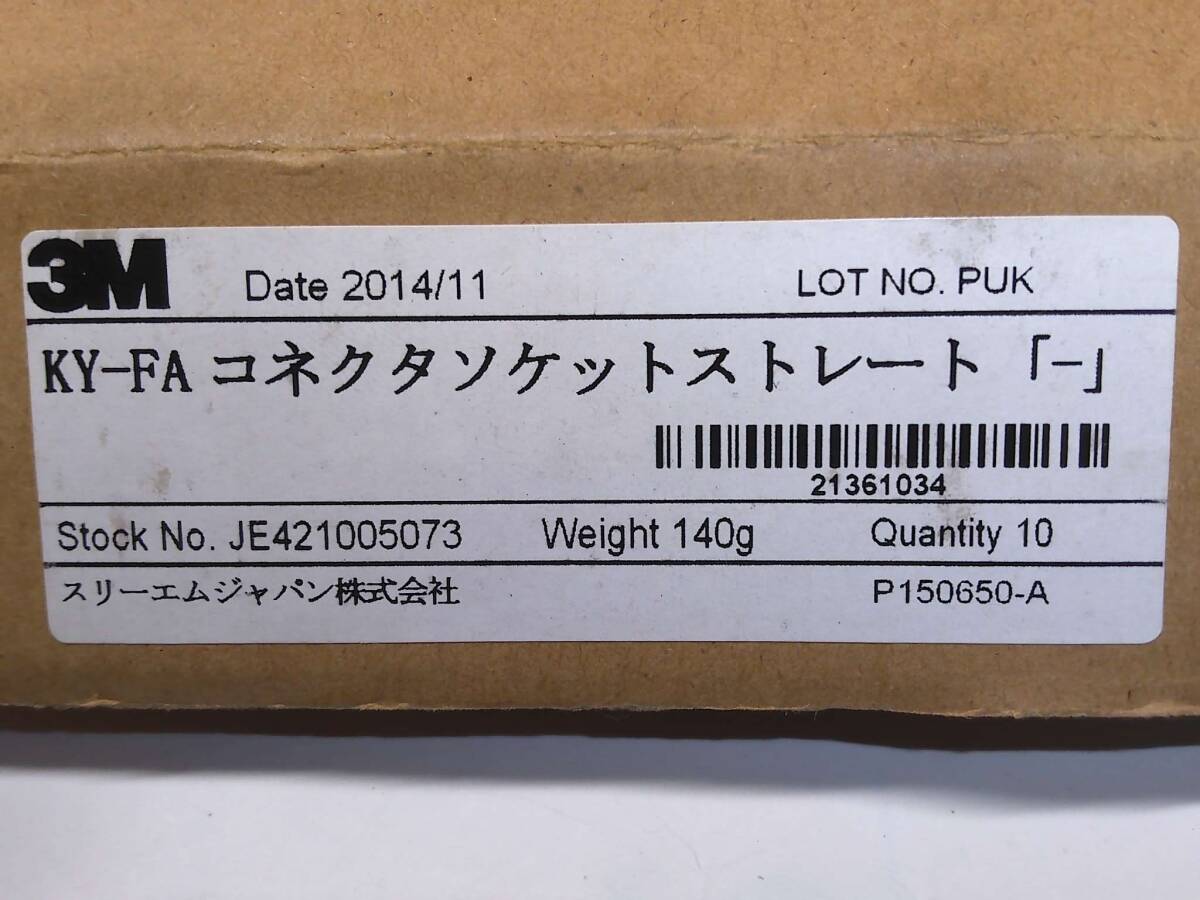 3M Date 2014/11 LOT NO. PUK
KY-FA コネクタソケットストレート「-」
21361034
Stock No. JE421005073 Weight 140g Quantity 10
スリーエムジャパン株式会社 P150650-A